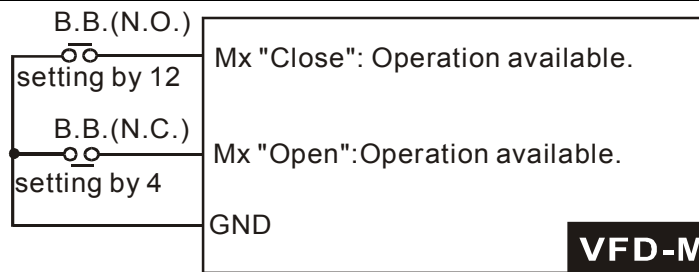 B.B.(N.O.)
setting by 12
Mx "Close": Operation available.
B.B.(N.C.)
setting by 4
Mx "Open":Operation available.
GND
VFD-M